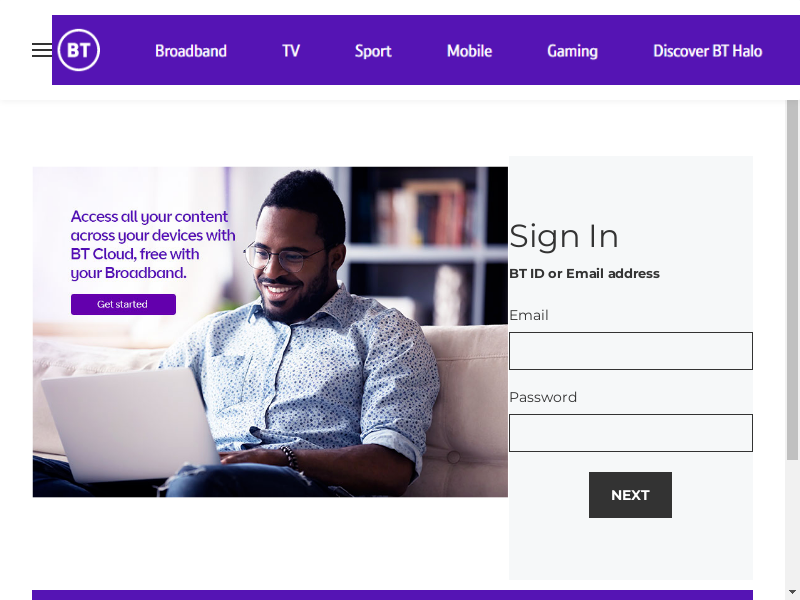 BT Broadband TV Sport Mobile Gaming Discover BT Halo
Access all your content
across your devices with
BT Cloud, free with
your Broadband.
Get started
Sign In
BT ID or Email address
Email
Password
NEXT